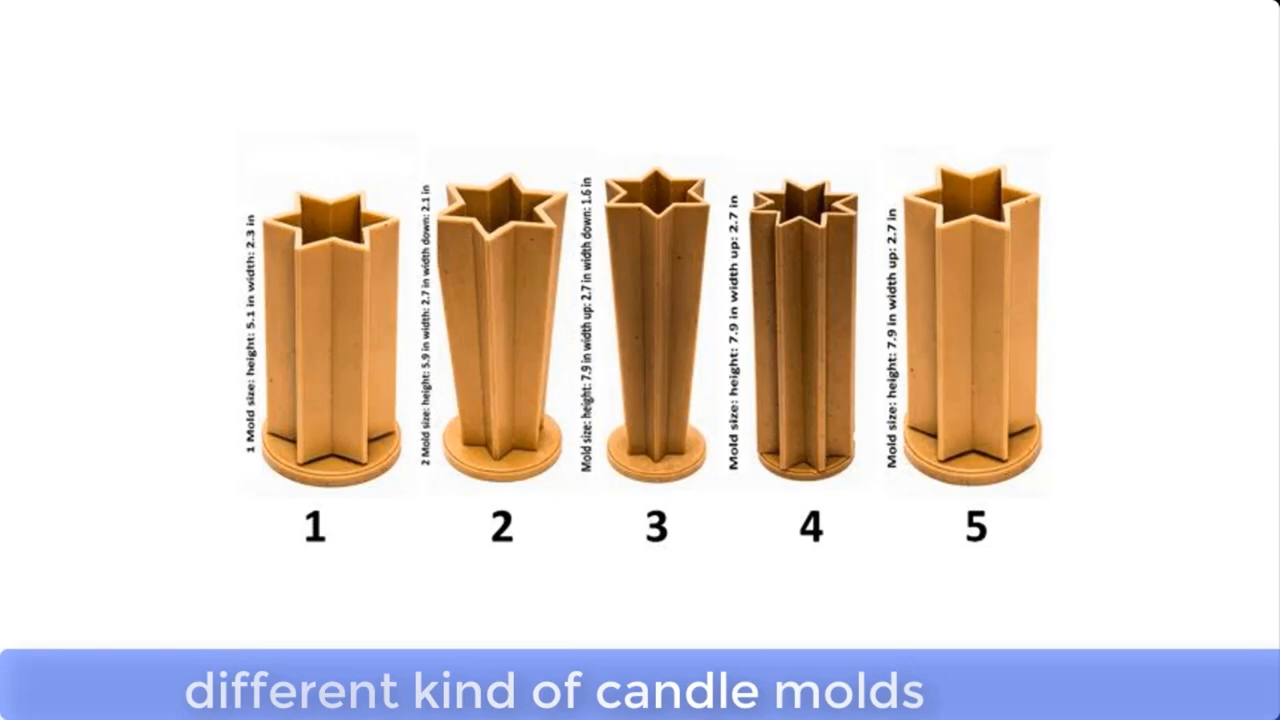 1 Mold size: height: 5.1 in width: 2.3 in
2 Mold size: height: 5.9 in width: 2.7 in width down: 2.1 in
Mold size: height: 7.9 in width up: 2.7 in width down: 1.6 in
Mold size: height: 7.9 in width up: 2.7 in
Mold size: height: 7.9 in width up: 2.7 in
1
2
3
4
5
different kind of candle molds